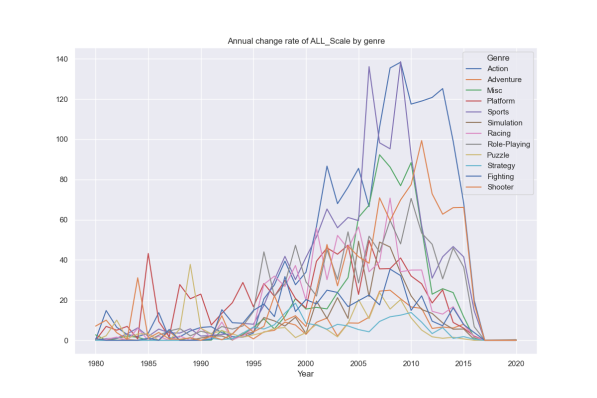 Annual change rate of ALL_Scale by genre
140
120
100
80
60
40
20
0
1980 1985 1990 1995 2000 2005 2010 2015 2020
Year
Genre
Action
Adventure
Misc
Platform
Sports
Simulation
Racing
Role-Playing
Puzzle
Strategy
Fighting
Shooter